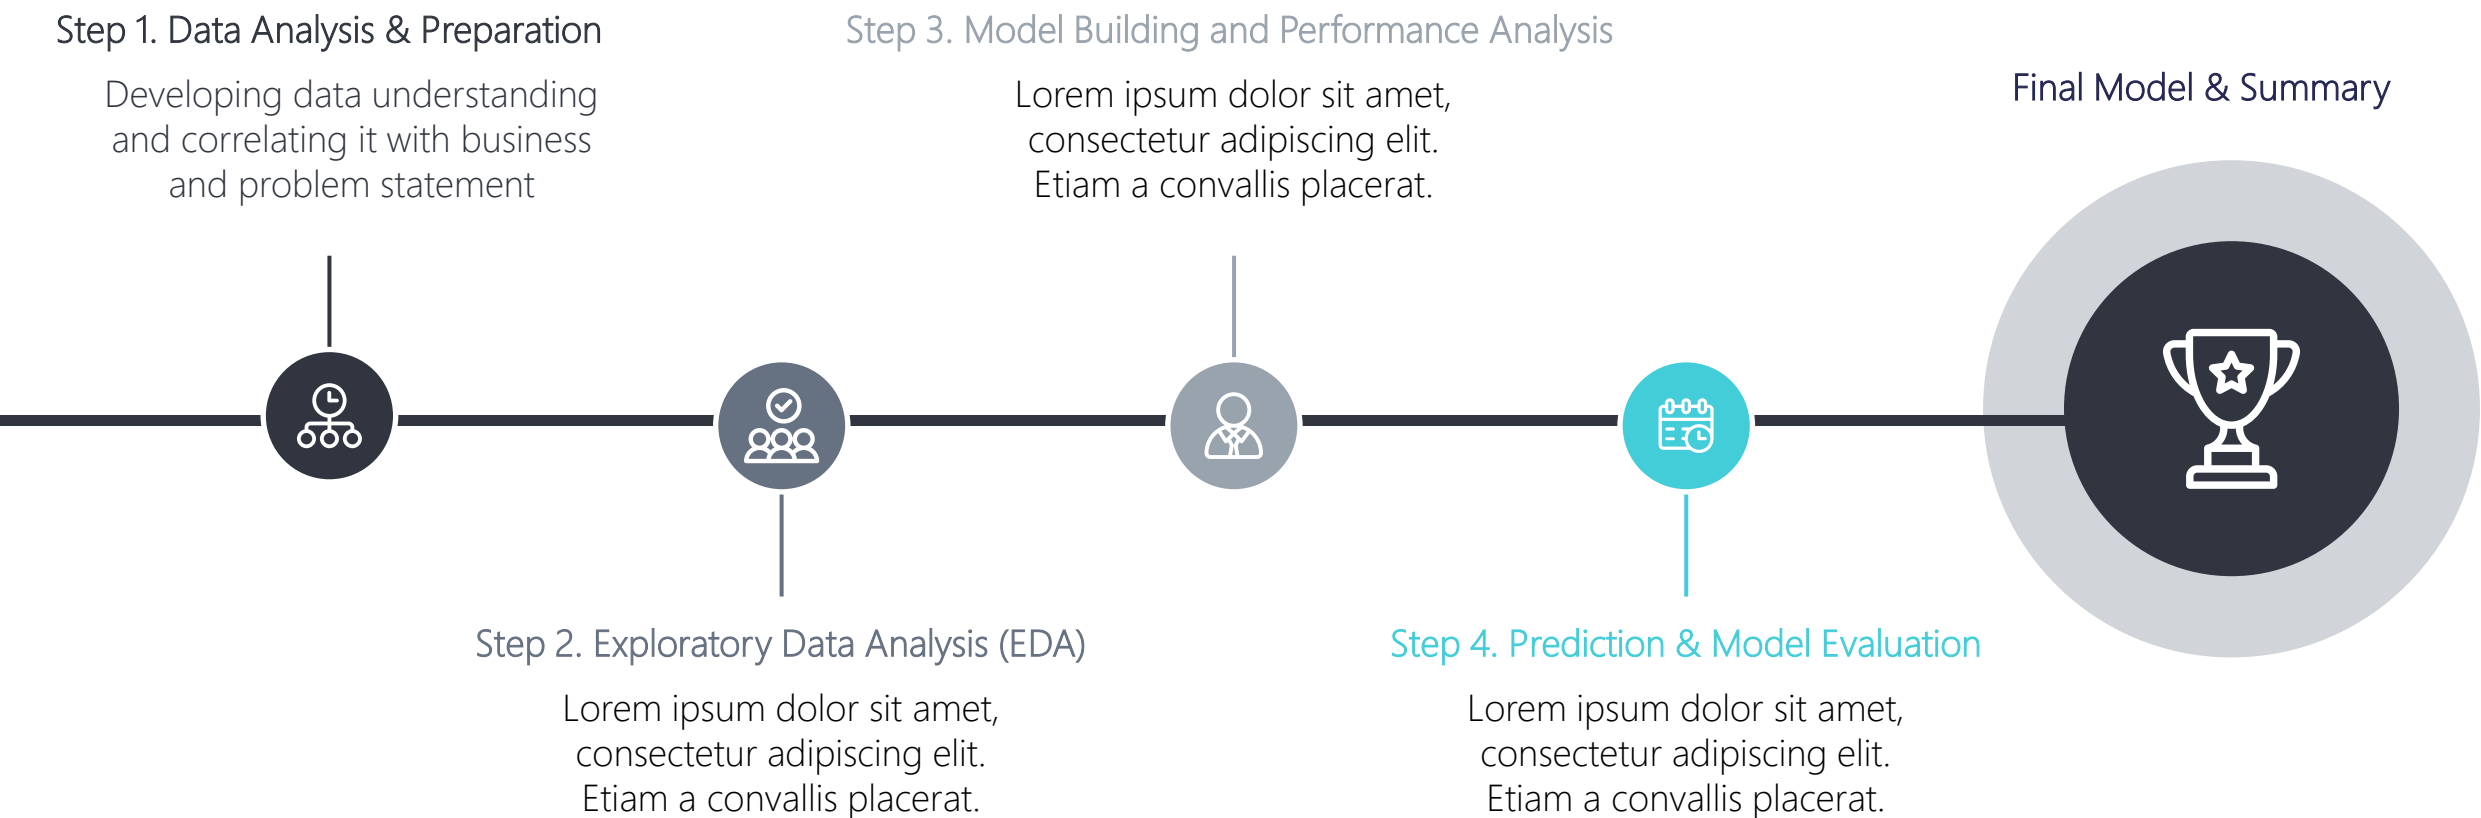 Step 1. Data Analysis & Preparation
Developing data understanding
and correlating it with business
and problem statement
Step 2. Exploratory Data Analysis (EDA)
Lorem ipsum dolor sit amet,
consectetur adipiscing elit.
Etiam a convallis placerat.
Step 3. Model Building and Performance Analysis
Lorem ipsum dolor sit amet,
consectetur adipiscing elit.
Etiam a convallis placerat.
Step 4. Prediction & Model Evaluation
Lorem ipsum dolor sit amet,
consectetur adipiscing elit.
Etiam a convallis placerat.
Final Model & Summary